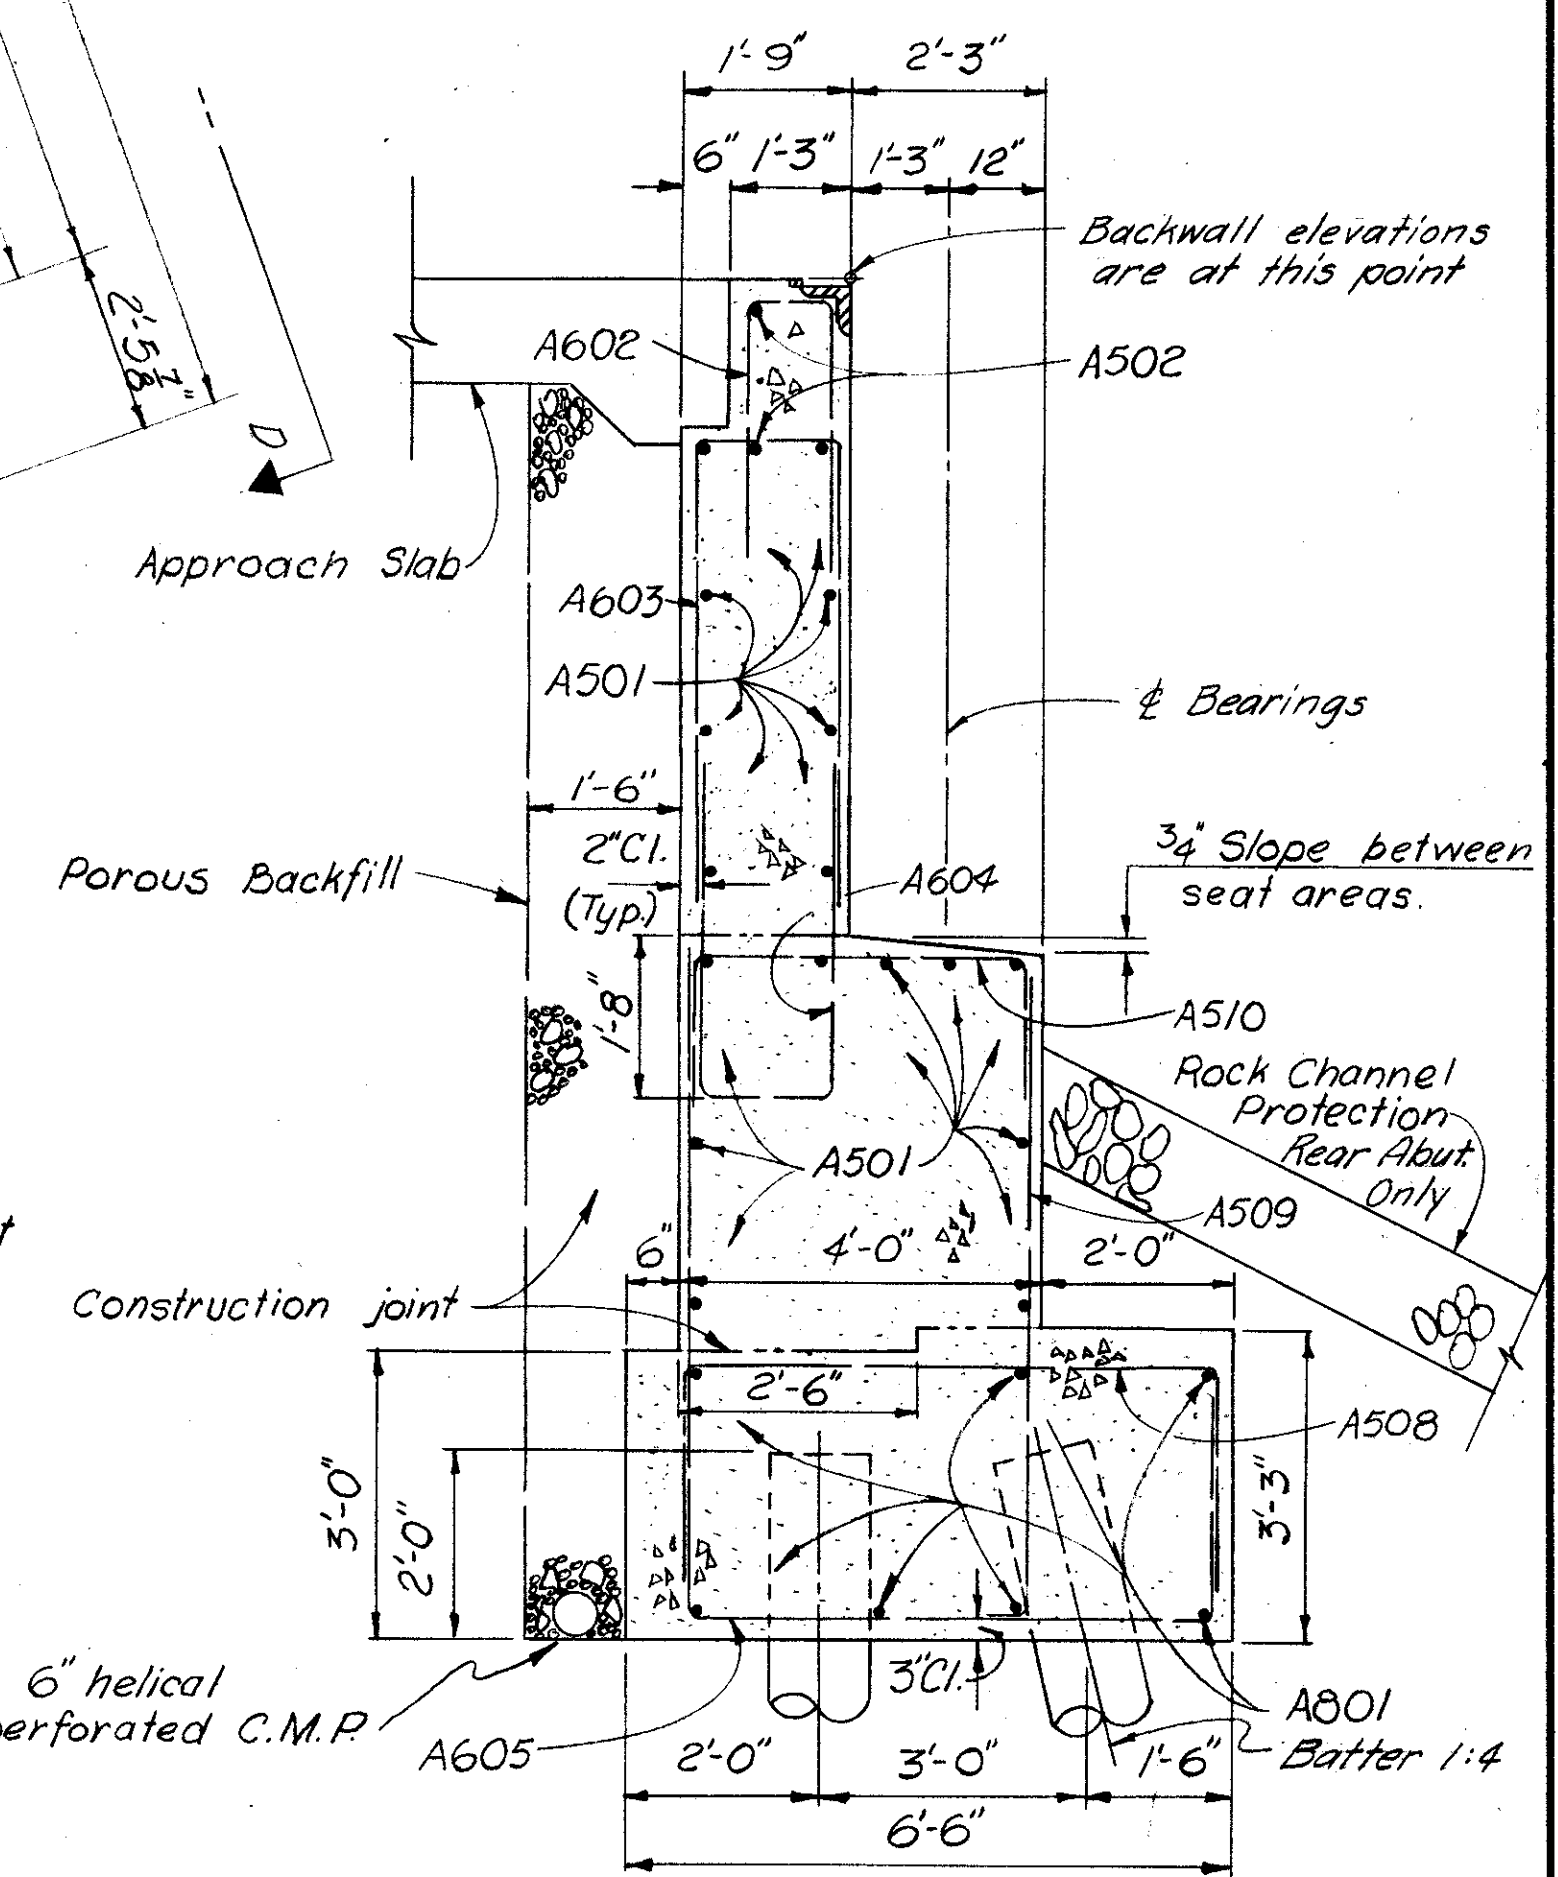 1'-9" 2'-3"
6" 1'-3" 1'-3" 12"
Backwall elevations
are at this point
2'-5 7/8"
A602
A502
D
Approach Slab
A603
A501
℄ Bearings
1'-6"
2" Cl.
(Typ.)
3/4" Slope between
seat areas.
Porous Backfill
A604
1'-8"
A510
Rock Channel
Protection
Rear Abut.
Only
A501
A509
6" 4'-0" 2'-0"
Construction joint
2'-6"
A508
3'-0"
2'-0"
3'-3"
6" helical
perforated C.M.P.
3" Cl.
A605
A801
Batter 1:4
2'-0" 3'-0" 1'-6"
6'-6"